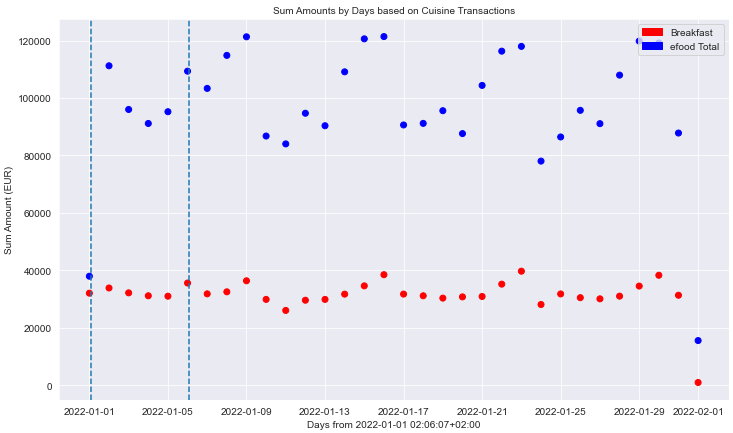 Sum Amounts by Days based on Cuisine Transactions
Breakfast
efood Total
Sum Amount (EUR)
120000
100000
80000
60000
40000
20000
0
2022-01-01 2022-01-05 2022-01-09 2022-01-13 2022-01-17 2022-01-21 2022-01-25 2022-01-29 2022-02-01
Days from 2022-01-01 02:06:07+02:00